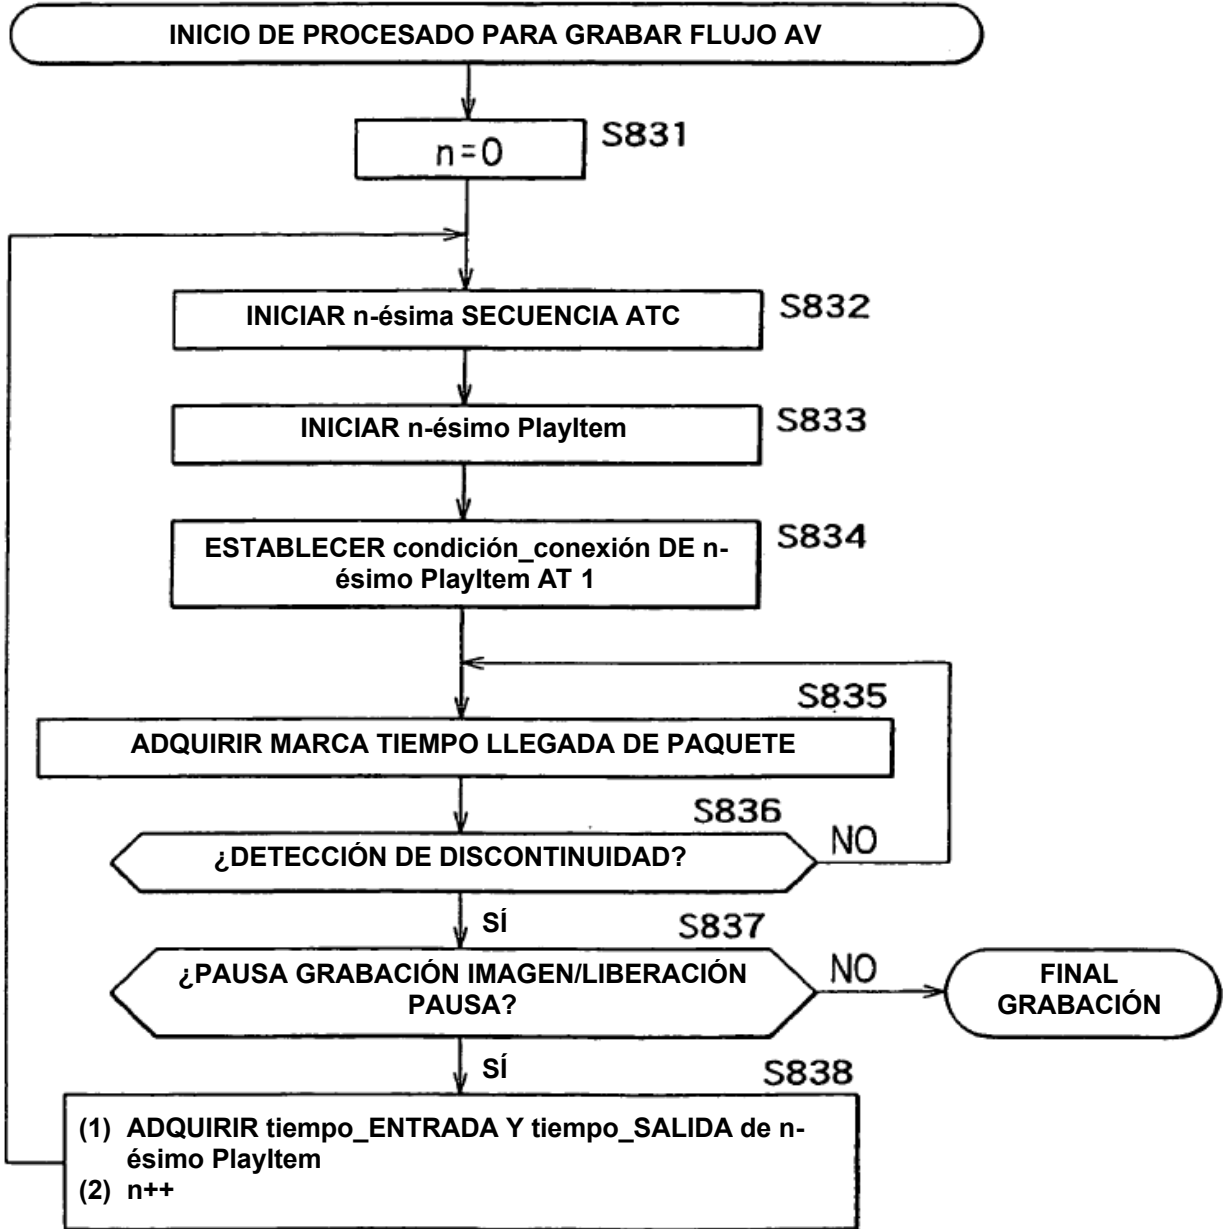 INICIO DE PROCESADO PARA GRABAR FLUJO AV
n=0
S831
INICIAR n-ésima SECUENCIA ATC
S832
INICIAR n-ésimo PlayItem
S833
ESTABLECER condición_conexión DE n-
ésimo PlayItem AT 1
S834
S835
ADQUIRIR MARCA TIEMPO LLEGADA DE PAQUETE
S836
¿DETECCIÓN DE DISCONTINUIDAD?
NO
SÍ
S837
¿PAUSA GRABACIÓN IMAGEN/LIBERACIÓN
PAUSA?
NO
FINAL
GRABACIÓN
SÍ
S838
(1) ADQUIRIR tiempo_ENTRADA Y tiempo_SALIDA de n-
ésimo PlayItem
(2) n++